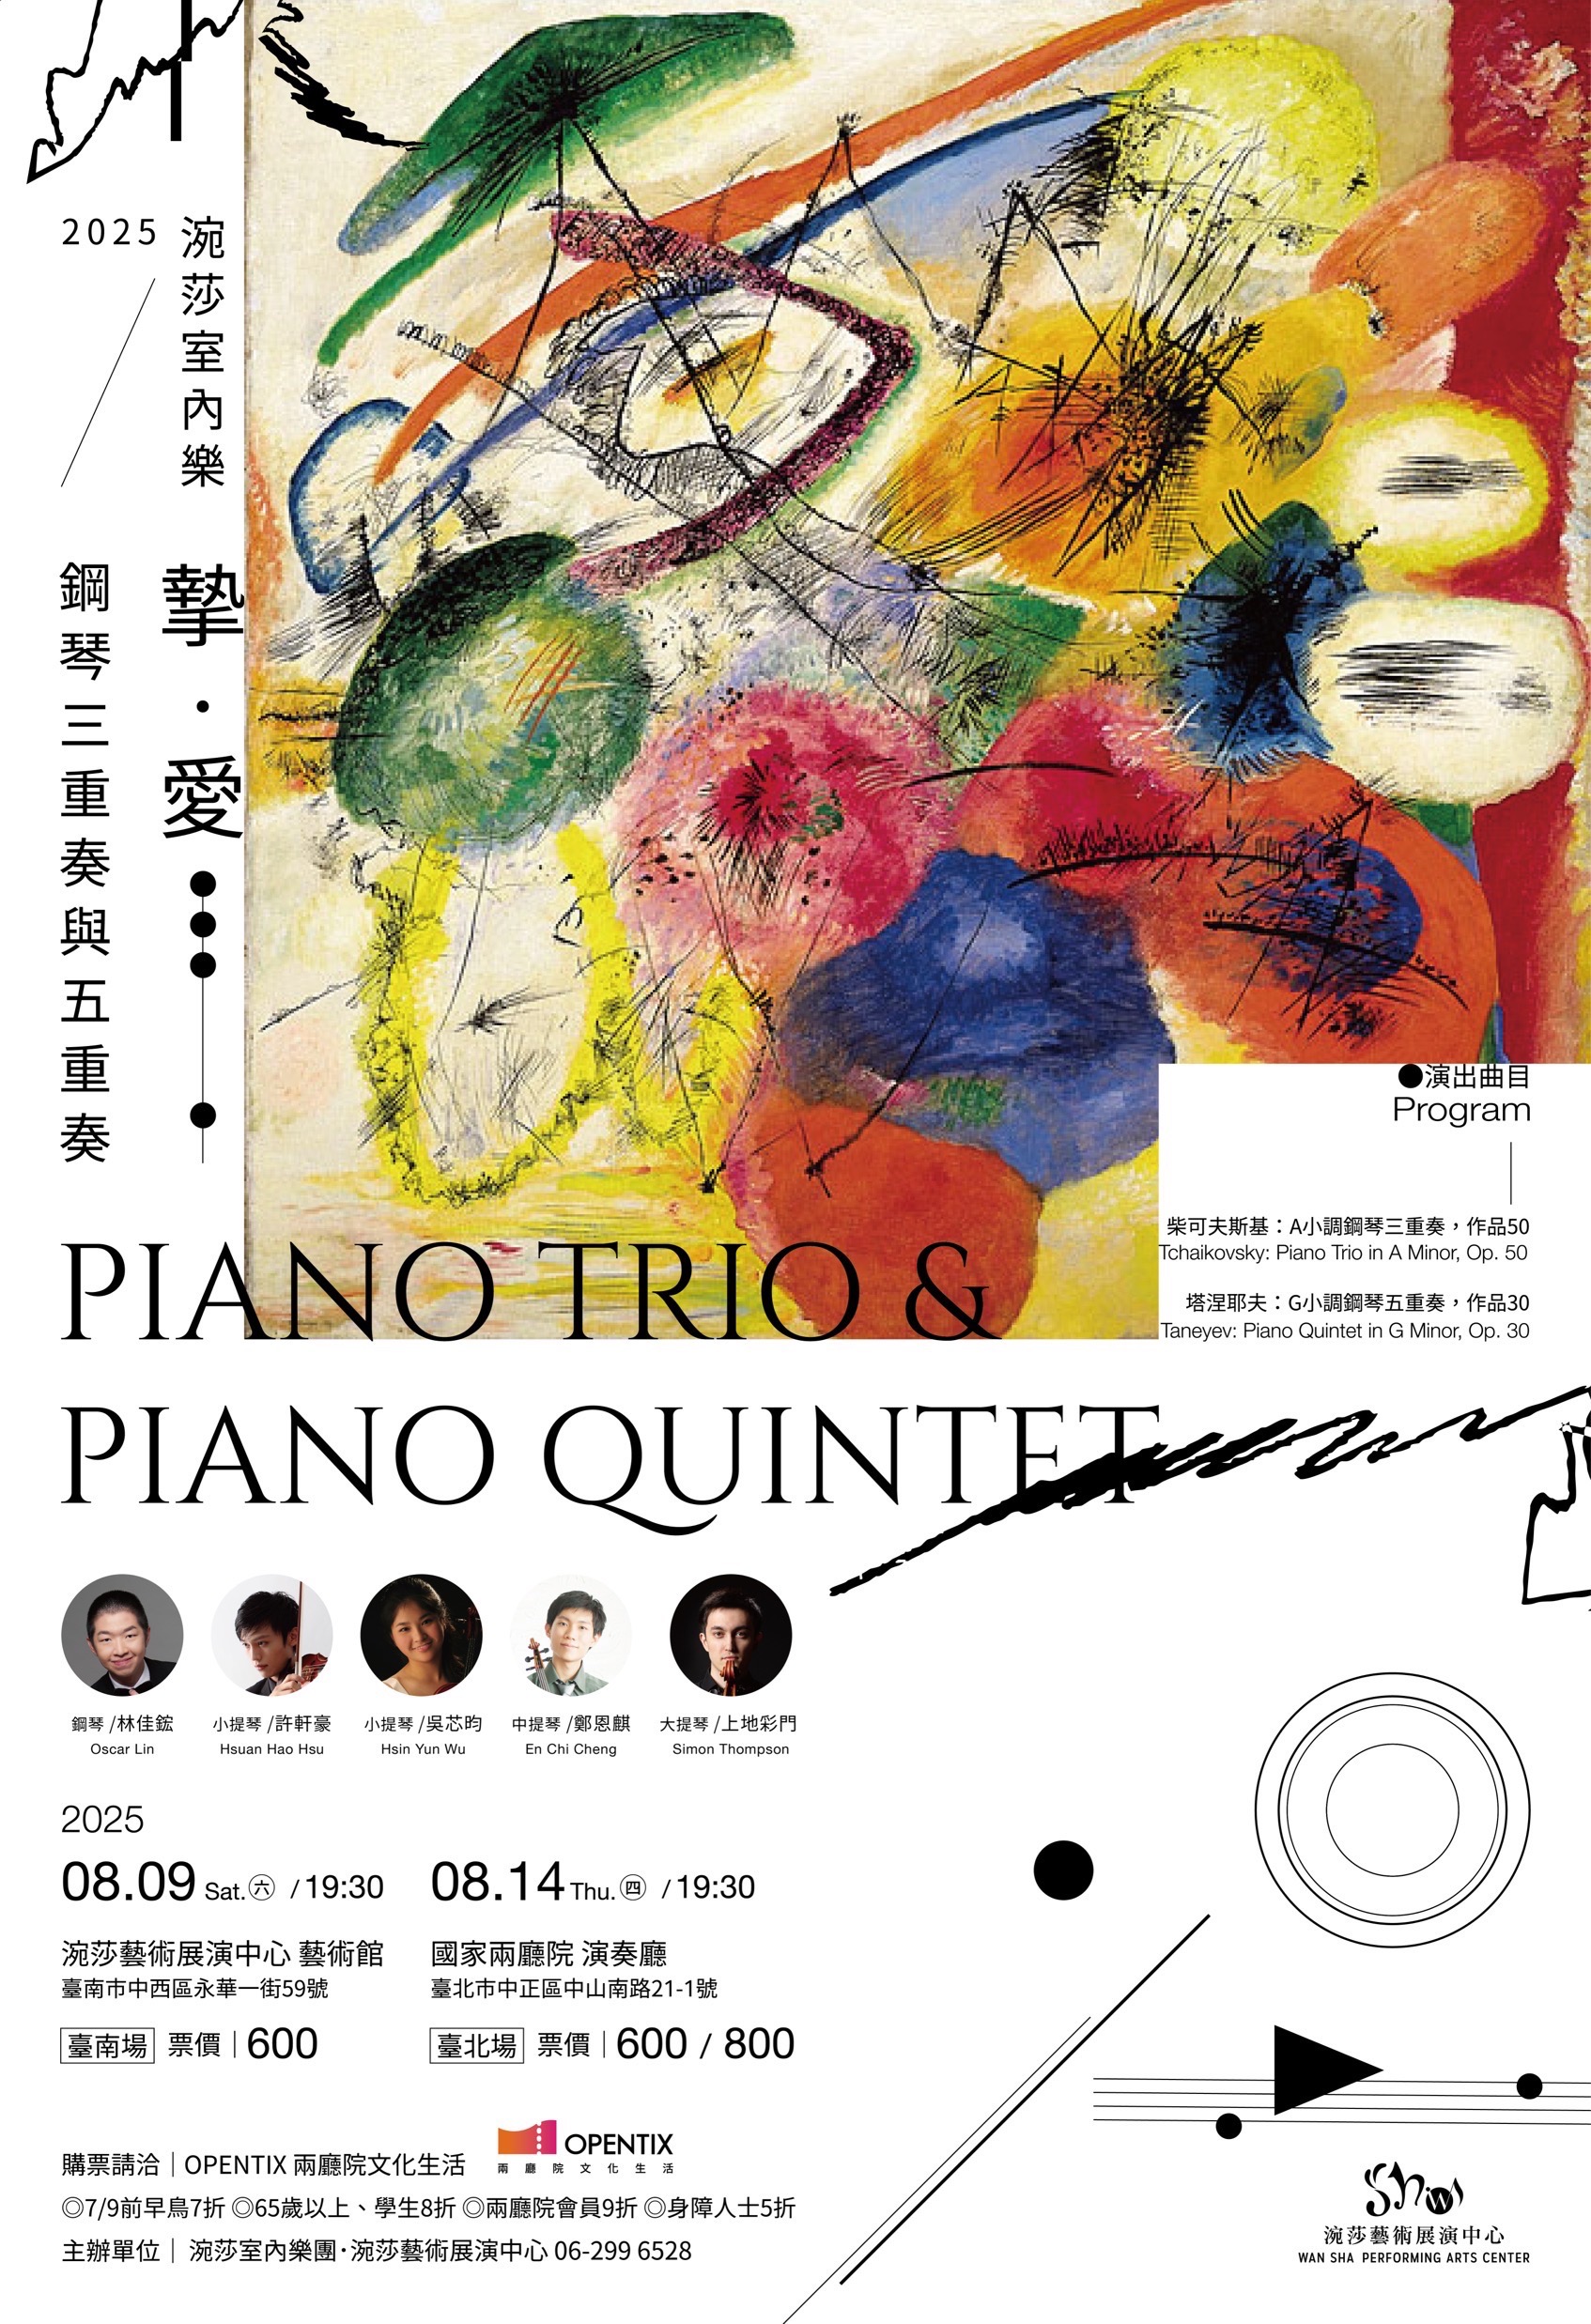 2025
涴莎室內樂
摯·愛
鋼琴三重奏與五重奏
●演出曲目
Program
柴可夫斯基：A小調鋼琴三重奏，作品50
Tchaikovsky: Piano Trio in A Minor, Op. 50
塔涅耶夫：G小調鋼琴五重奏，作品30
Taneyev: Piano Quintet in G Minor, Op. 30
PIANO TRIO &
PIANO QUINTET
鋼琴 /林佳鋐
Oscar Lin
小提琴 /許軒豪
Hsuan Hao Hsu
小提琴 /吳芯昀
Hsin Yun Wu
中提琴 /鄭恩麒
En Chi Cheng
大提琴 /上地彩門
Simon Thompson
2025
08.09 Sat.㊅ / 19:30
涴莎藝術展演中心 藝術館
臺南市中西區永華一街59號
臺南場 票價｜600
08.14 Thu.㊃ / 19:30
國家兩廳院 演奏廳
臺北市中正區中山南路21-1號
臺北場 票價｜600 / 800
OPENTIX
兩廳院文化生活
購票請洽｜OPENTIX 兩廳院文化生活
◎7/9前早鳥7折 ◎65歲以上、學生8折 ◎兩廳院會員9折 ◎身障人士5折
主辦單位｜ 涴莎室內樂團·涴莎藝術展演中心 06-299 6528
Shw
涴莎藝術展演中心
WAN SHA PERFORMING ARTS CENTER